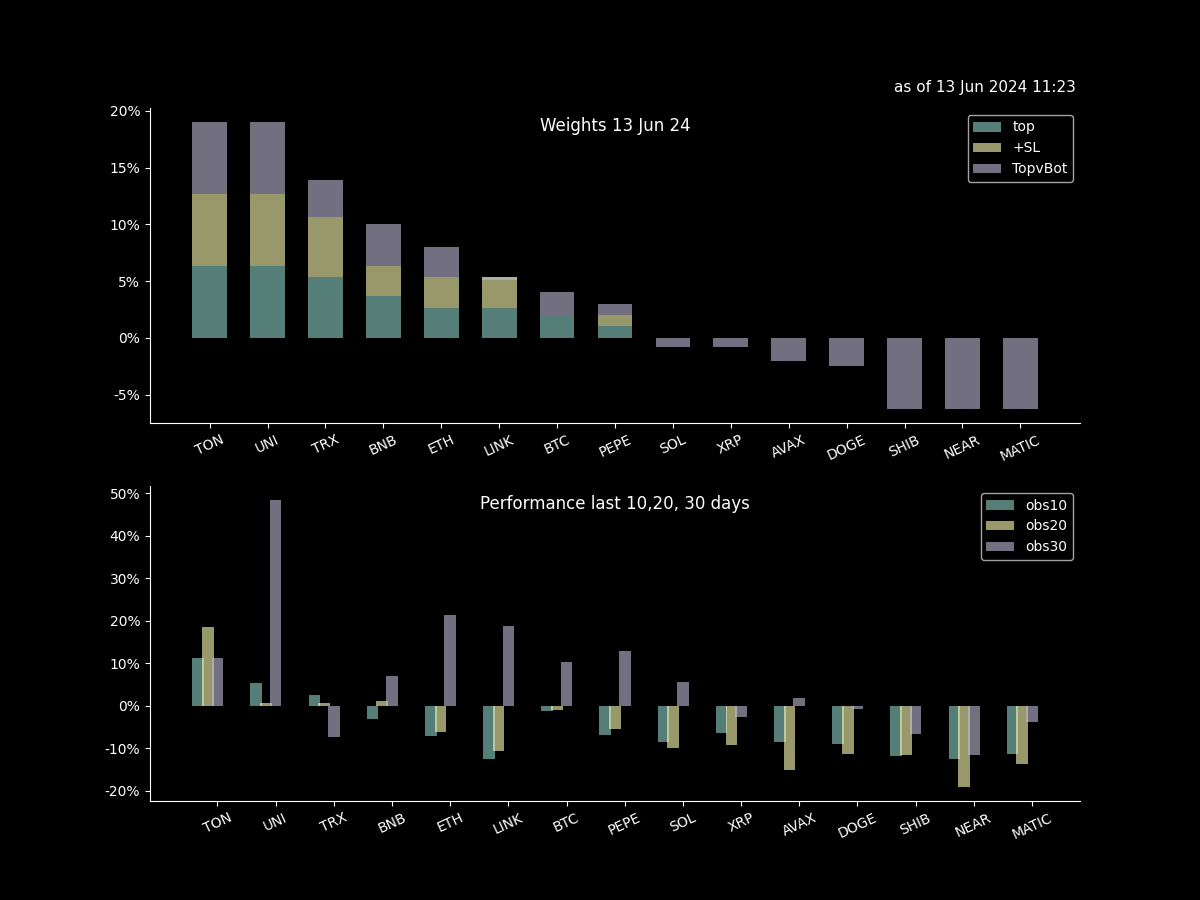 as of 13 Jun 2024 11:23
Weights 13 Jun 24
20%
15%
10%
5%
0%
-5%
top
+SL
TopvBot
TON UNI TRX BNB ETH LINK BTC PEPE SOL XRP AVAX DOGE SHIB NEAR MATIC
Performance last 10,20, 30 days
50%
40%
30%
20%
10%
0%
-10%
-20%
obs10
obs20
obs30
TON UNI TRX BNB ETH LINK BTC PEPE SOL XRP AVAX DOGE SHIB NEAR MATIC